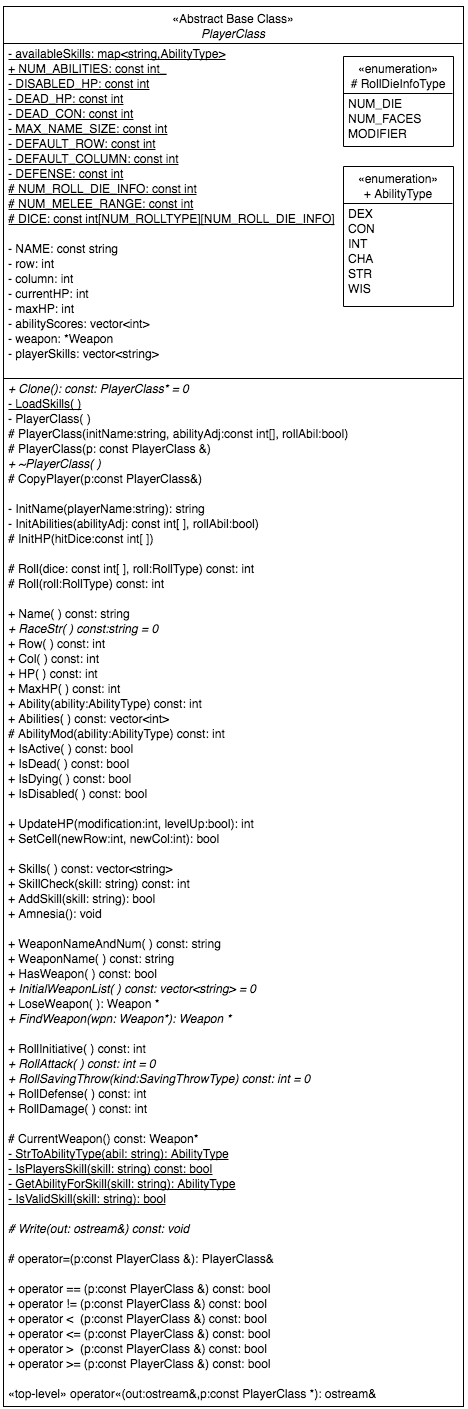 «Abstract Base Class»
PlayerClass
- availableSkills: map<string,AbilityType>
+ NUM_ABILITIES: const int
- DISABLED_HP: const int
- DEAD_HP: const int
- DEAD_CON: const int
- MAX_NAME_SIZE: const int
- DEFAULT_ROW: const int
- DEFAULT_COLUMN: const int
- DEFENSE: const int
# NUM_ROLL_DIE_INFO: const int
# NUM_MELEE_RANGE: const int
# DICE: const int[NUM_ROLLTYPE][NUM_ROLL_DIE_INFO]
- NAME: const string
- row: int
- column: int
- currentHP: int
- maxHP: int
- abilityScores: vector<int>
- weapon: *Weapon
- playerSkills: vector<string>
«enumeration»
# RollDieInfoType
NUM_DIE
NUM_FACES
MODIFIER
«enumeration»
+ AbilityType
DEX
CON
INT
CHA
STR
WIS
+ Clone(): const: PlayerClass* = 0
- LoadSkills( )
- PlayerClass( )
# PlayerClass(initName:string, abilityAdj:const int[], rollAbil:bool)
# PlayerClass(p: const PlayerClass &)
+ ~PlayerClass( )
# CopyPlayer(p:const PlayerClass&)
- InitName(playerName:string): string
- InitAbilities(abilityAdj: const int[ ], rollAbil:bool)
# InitHP(hitDice:const int[ ])
# Roll(dice: const int[ ], roll:RollType) const: int
# Roll(roll:RollType) const: int
+ Name( ) const: string
+ RaceStr( ) const:string = 0
+ Row( ) const: int
+ Col( ) const: int
+ HP( ) const: int
+ MaxHP( ) const: int
+ Ability(ability:AbilityType) const: int
+ Abilities( ) const: vector<int>
# AbilityMod(ability:AbilityType) const: int
+ IsActive( ) const: bool
+ IsDead( ) const: bool
+ IsDying( ) const: bool
+ IsDisabled( ) const: bool
+ UpdateHP(modification:int, levelUp:bool): int
+ SetCell(newRow:int, newCol:int): bool
+ Skills( ) const: vector<string>
+ SkillCheck(skill: string) const: int
+ AddSkill(skill: string): bool
+ Amnesia(): void
+ WeaponNameAndNum( ) const: string
+ WeaponName( ) const: string
+ HasWeapon( ) const: bool
+ InitialWeaponList( ) const: vector<string> = 0
+ LoseWeapon( ): Weapon *
+ FindWeapon(wpn: Weapon*): Weapon *
+ RollInitiative( ) const: int
+ RollAttack( ) const: int = 0
+ RollSavingThrow(kind:SavingThrowType) const: int = 0
+ RollDefense( ) const: int
+ RollDamage( ) const: int
# CurrentWeapon() const: Weapon*
- StrToAbilityType(abil: string): AbilityType
- IsPlayersSkill(skill: string) const: bool
- GetAbilityForSkill(skill: string): AbilityType
- IsValidSkill(skill: string): bool
# Write(out: ostream&) const: void
# operator=(p:const PlayerClass &): PlayerClass&
+ operator == (p:const PlayerClass &) const: bool
+ operator != (p:const PlayerClass &) const: bool
+ operator < (p:const PlayerClass &) const: bool
+ operator <= (p:const PlayerClass &) const: bool
+ operator > (p:const PlayerClass &) const: bool
+ operator >= (p:const PlayerClass &) const: bool
«top-level» operator«(out:ostream&,p:const PlayerClass *): ostream&